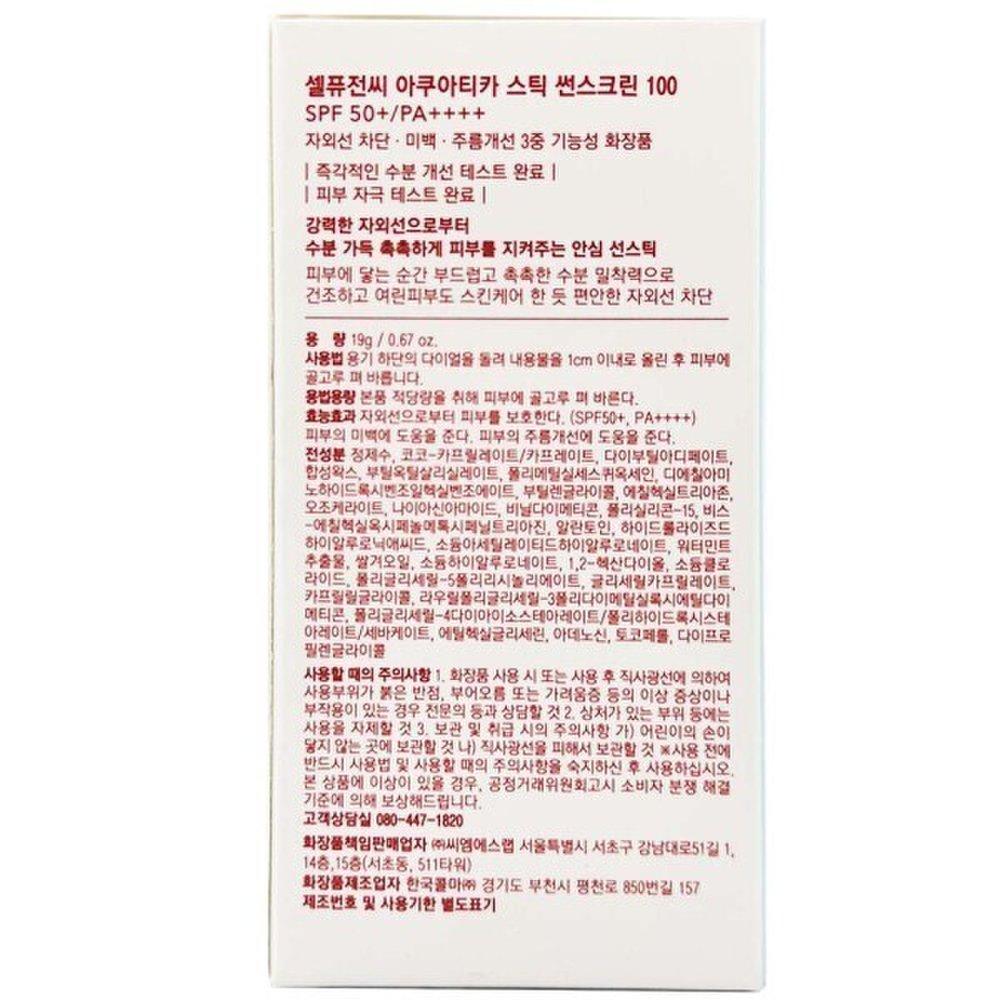 셀퓨전씨 아쿠아티카 스틱 썬스크린 100
SPF 50+/PA++++
자외선 차단 · 미백 · 주름개선 3중 기능성 화장품
| 즉각적인 수분 개선 테스트 완료 |
| 피부 자극 테스트 완료 |
강력한 자외선으로부터
수분 가득 촉촉하게 피부를 지켜주는 안심 선스틱
피부에 닿는 순간 부드럽고 촉촉한 수분 밀착력으로
건조하고 여린피부도 스킨케어 한 듯 편안한 자외선 차단
용 량 19g / 0.67 oz.
사용법 용기 하단의 다이얼을 돌려 내용물을 1cm 이내로 올린 후 피부에
골고루 펴 바릅니다.
용법용량 본품 적당량을 취해 피부에 골고루 펴 바른다.
효능효과 자외선으로부터 피부를 보호한다. (SPF50+, PA++++)
피부의 미백에 도움을 준다. 피부의 주름개선에 도움을 준다.
전성분 정제수, 코코-카프릴레이트/카프레이트, 다이부틸아디페이트,
합성왁스, 부틸옥틸살리실레이트, 폴리메틸실세스퀴옥세인, 디에칠아미
노하이드록시벤조일헥실벤조에이트, 부틸렌글라이콜, 에칠헥실트리아존,
오조케라이트, 나이아신아마이드, 비닐다이메티콘, 폴리실리콘-15, 비스
-에칠헥실옥시페놀메톡시페닐트리아진, 알란토인, 하이드롤라이즈드
하이알루로닉애씨드, 소듐아세틸레이티드하이알루로네이트, 워터민트
추출물, 쌀겨오일, 소듐하이알루로네이트, 1,2-헥산다이올, 소듐클로
라이드, 폴리글리세릴-5폴리리시놀리에이트, 글리세릴카프릴레이트,
카프릴릴글라이콜, 라우릴폴리글리세릴-3폴리다이메틸실록시에틸다이
메티콘, 폴리글리세릴-4다이아이소스테아레이트/폴리하이드록시스테
아레이트/세바케이트, 에틸헥실글리세린, 아데노신, 토코페롤, 다이프로
필렌글라이콜
사용할 때의 주의사항 1. 화장품 사용 시 또는 사용 후 직사광선에 의하여
사용부위가 붉은 반점, 부어오름 또는 가려움증 등의 이상 증상이나
부작용이 있는 경우 전문의 등과 상담할 것 2. 상처가 있는 부위 등에는
사용을 자제할 것 3. 보관 및 취급 시의 주의사항 가) 어린이의 손이
닿지 않는 곳에 보관할 것 나) 직사광선을 피해서 보관할 것 ※사용 전에
반드시 사용법 및 사용할 때의 주의사항을 숙지하신 후 사용하십시오.
본 상품에 이상이 있을 경우, 공정거래위원회고시 소비자 분쟁 해결
기준에 의해 보상해드립니다.
고객상담실 080-447-1820
화장품책임판매업자 ㈜씨엠에스랩 서울특별시 서초구 강남대로51길 1,
14층,15층(서초동, 511타워)
화장품제조업자 한국콜마㈜ 경기도 부천시 평천로 850번길 157
제조번호 및 사용기한 별도표기